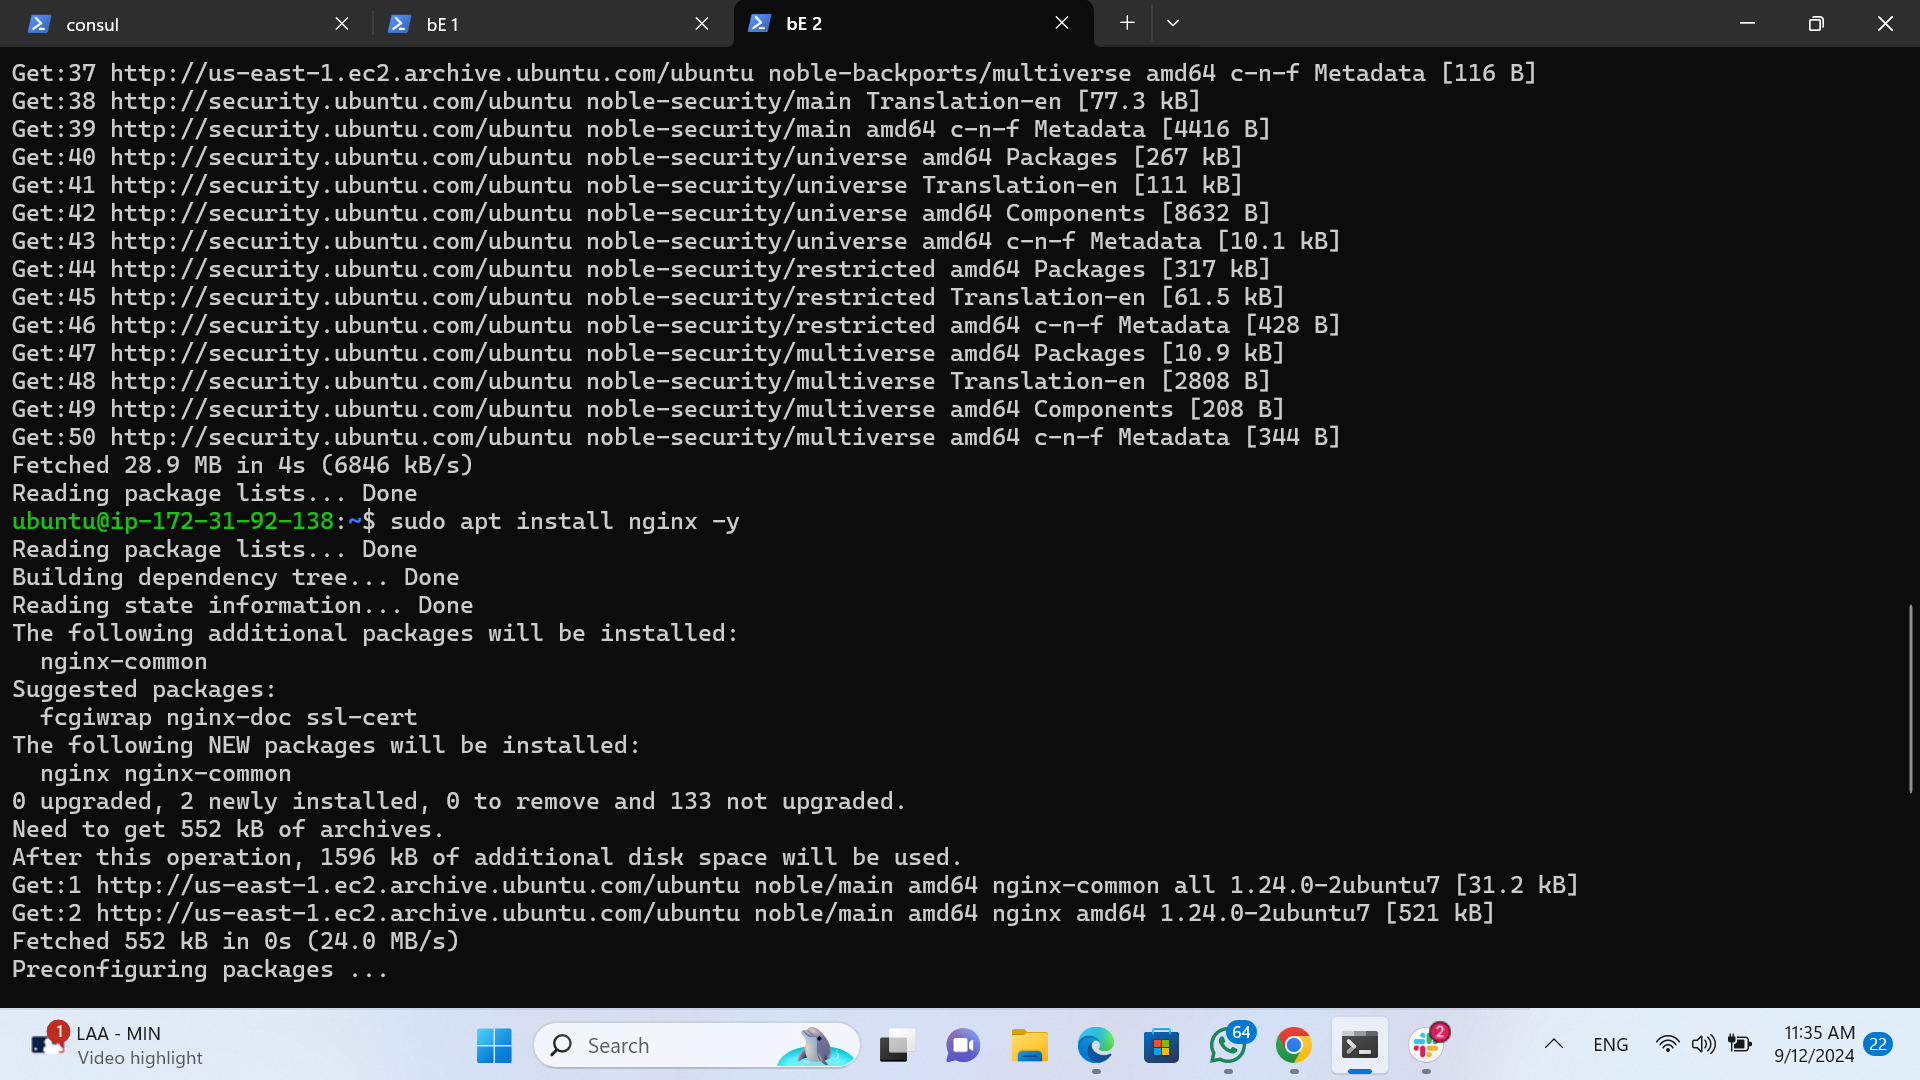 consul
bE 1
bE 2
Get:37 http://us-east-1.ec2.archive.ubuntu.com/ubuntu noble-backports/multiverse amd64 c-n-f Metadata [116 B]
Get:38 http://security.ubuntu.com/ubuntu noble-security/main Translation-en [77.3 kB]
Get:39 http://security.ubuntu.com/ubuntu noble-security/main amd64 c-n-f Metadata [4416 B]
Get:40 http://security.ubuntu.com/ubuntu noble-security/universe amd64 Packages [267 kB]
Get:41 http://security.ubuntu.com/ubuntu noble-security/universe Translation-en [111 kB]
Get:42 http://security.ubuntu.com/ubuntu noble-security/universe amd64 Components [8632 B]
Get:43 http://security.ubuntu.com/ubuntu noble-security/universe amd64 c-n-f Metadata [10.1 kB]
Get:44 http://security.ubuntu.com/ubuntu noble-security/restricted amd64 Packages [317 kB]
Get:45 http://security.ubuntu.com/ubuntu noble-security/restricted Translation-en [61.5 kB]
Get:46 http://security.ubuntu.com/ubuntu noble-security/restricted amd64 c-n-f Metadata [428 B]
Get:47 http://security.ubuntu.com/ubuntu noble-security/multiverse amd64 Packages [10.9 kB]
Get:48 http://security.ubuntu.com/ubuntu noble-security/multiverse Translation-en [2808 B]
Get:49 http://security.ubuntu.com/ubuntu noble-security/multiverse amd64 Components [208 B]
Get:50 http://security.ubuntu.com/ubuntu noble-security/multiverse amd64 c-n-f Metadata [344 B]
Fetched 28.9 MB in 4s (6846 kB/s)
Reading package lists... Done
ubuntu@ip-172-31-92-138:~$ sudo apt install nginx -y
Reading package lists... Done
Building dependency tree... Done
Reading state information... Done
The following additional packages will be installed:
  nginx-common
Suggested packages:
  fcgiwrap nginx-doc ssl-cert
The following NEW packages will be installed:
  nginx nginx-common
0 upgraded, 2 newly installed, 0 to remove and 133 not upgraded.
Need to get 552 kB of archives.
After this operation, 1596 kB of additional disk space will be used.
Get:1 http://us-east-1.ec2.archive.ubuntu.com/ubuntu noble/main amd64 nginx-common all 1.24.0-2ubuntu7 [31.2 kB]
Get:2 http://us-east-1.ec2.archive.ubuntu.com/ubuntu noble/main amd64 nginx amd64 1.24.0-2ubuntu7 [521 kB]
Fetched 552 kB in 0s (24.0 MB/s)
Preconfiguring packages ...
1
LAA - MIN
Video highlight
Search
64
2
ENG
11:35 AM
9/12/2024
22